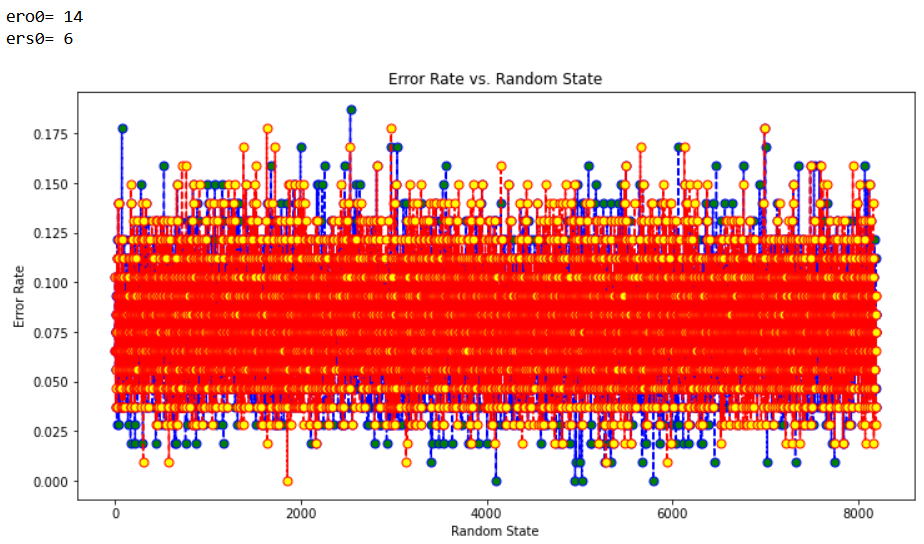 ero0= 14
ers0= 6
Error Rate vs. Random State
0.175
0.150
0.125
0.100
0.075
0.050
0.025
0.000
Error Rate
0 2000 4000 6000 8000
Random State